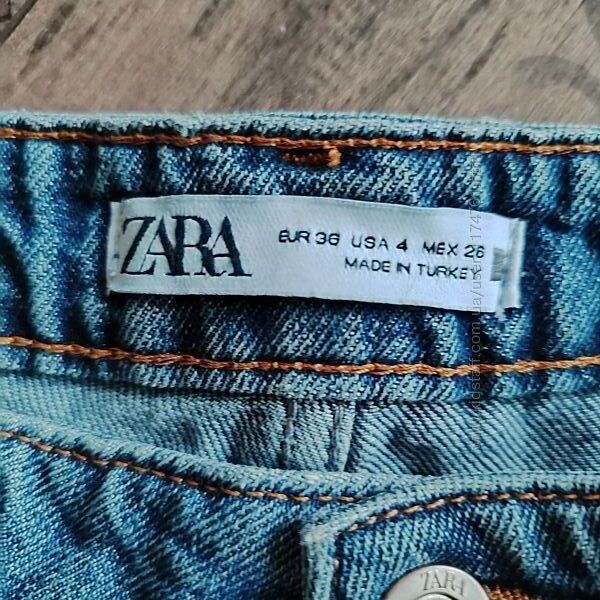 ZARA
EUR 36 USA 4 MEX 26
MADE IN TURKEY
ZARA